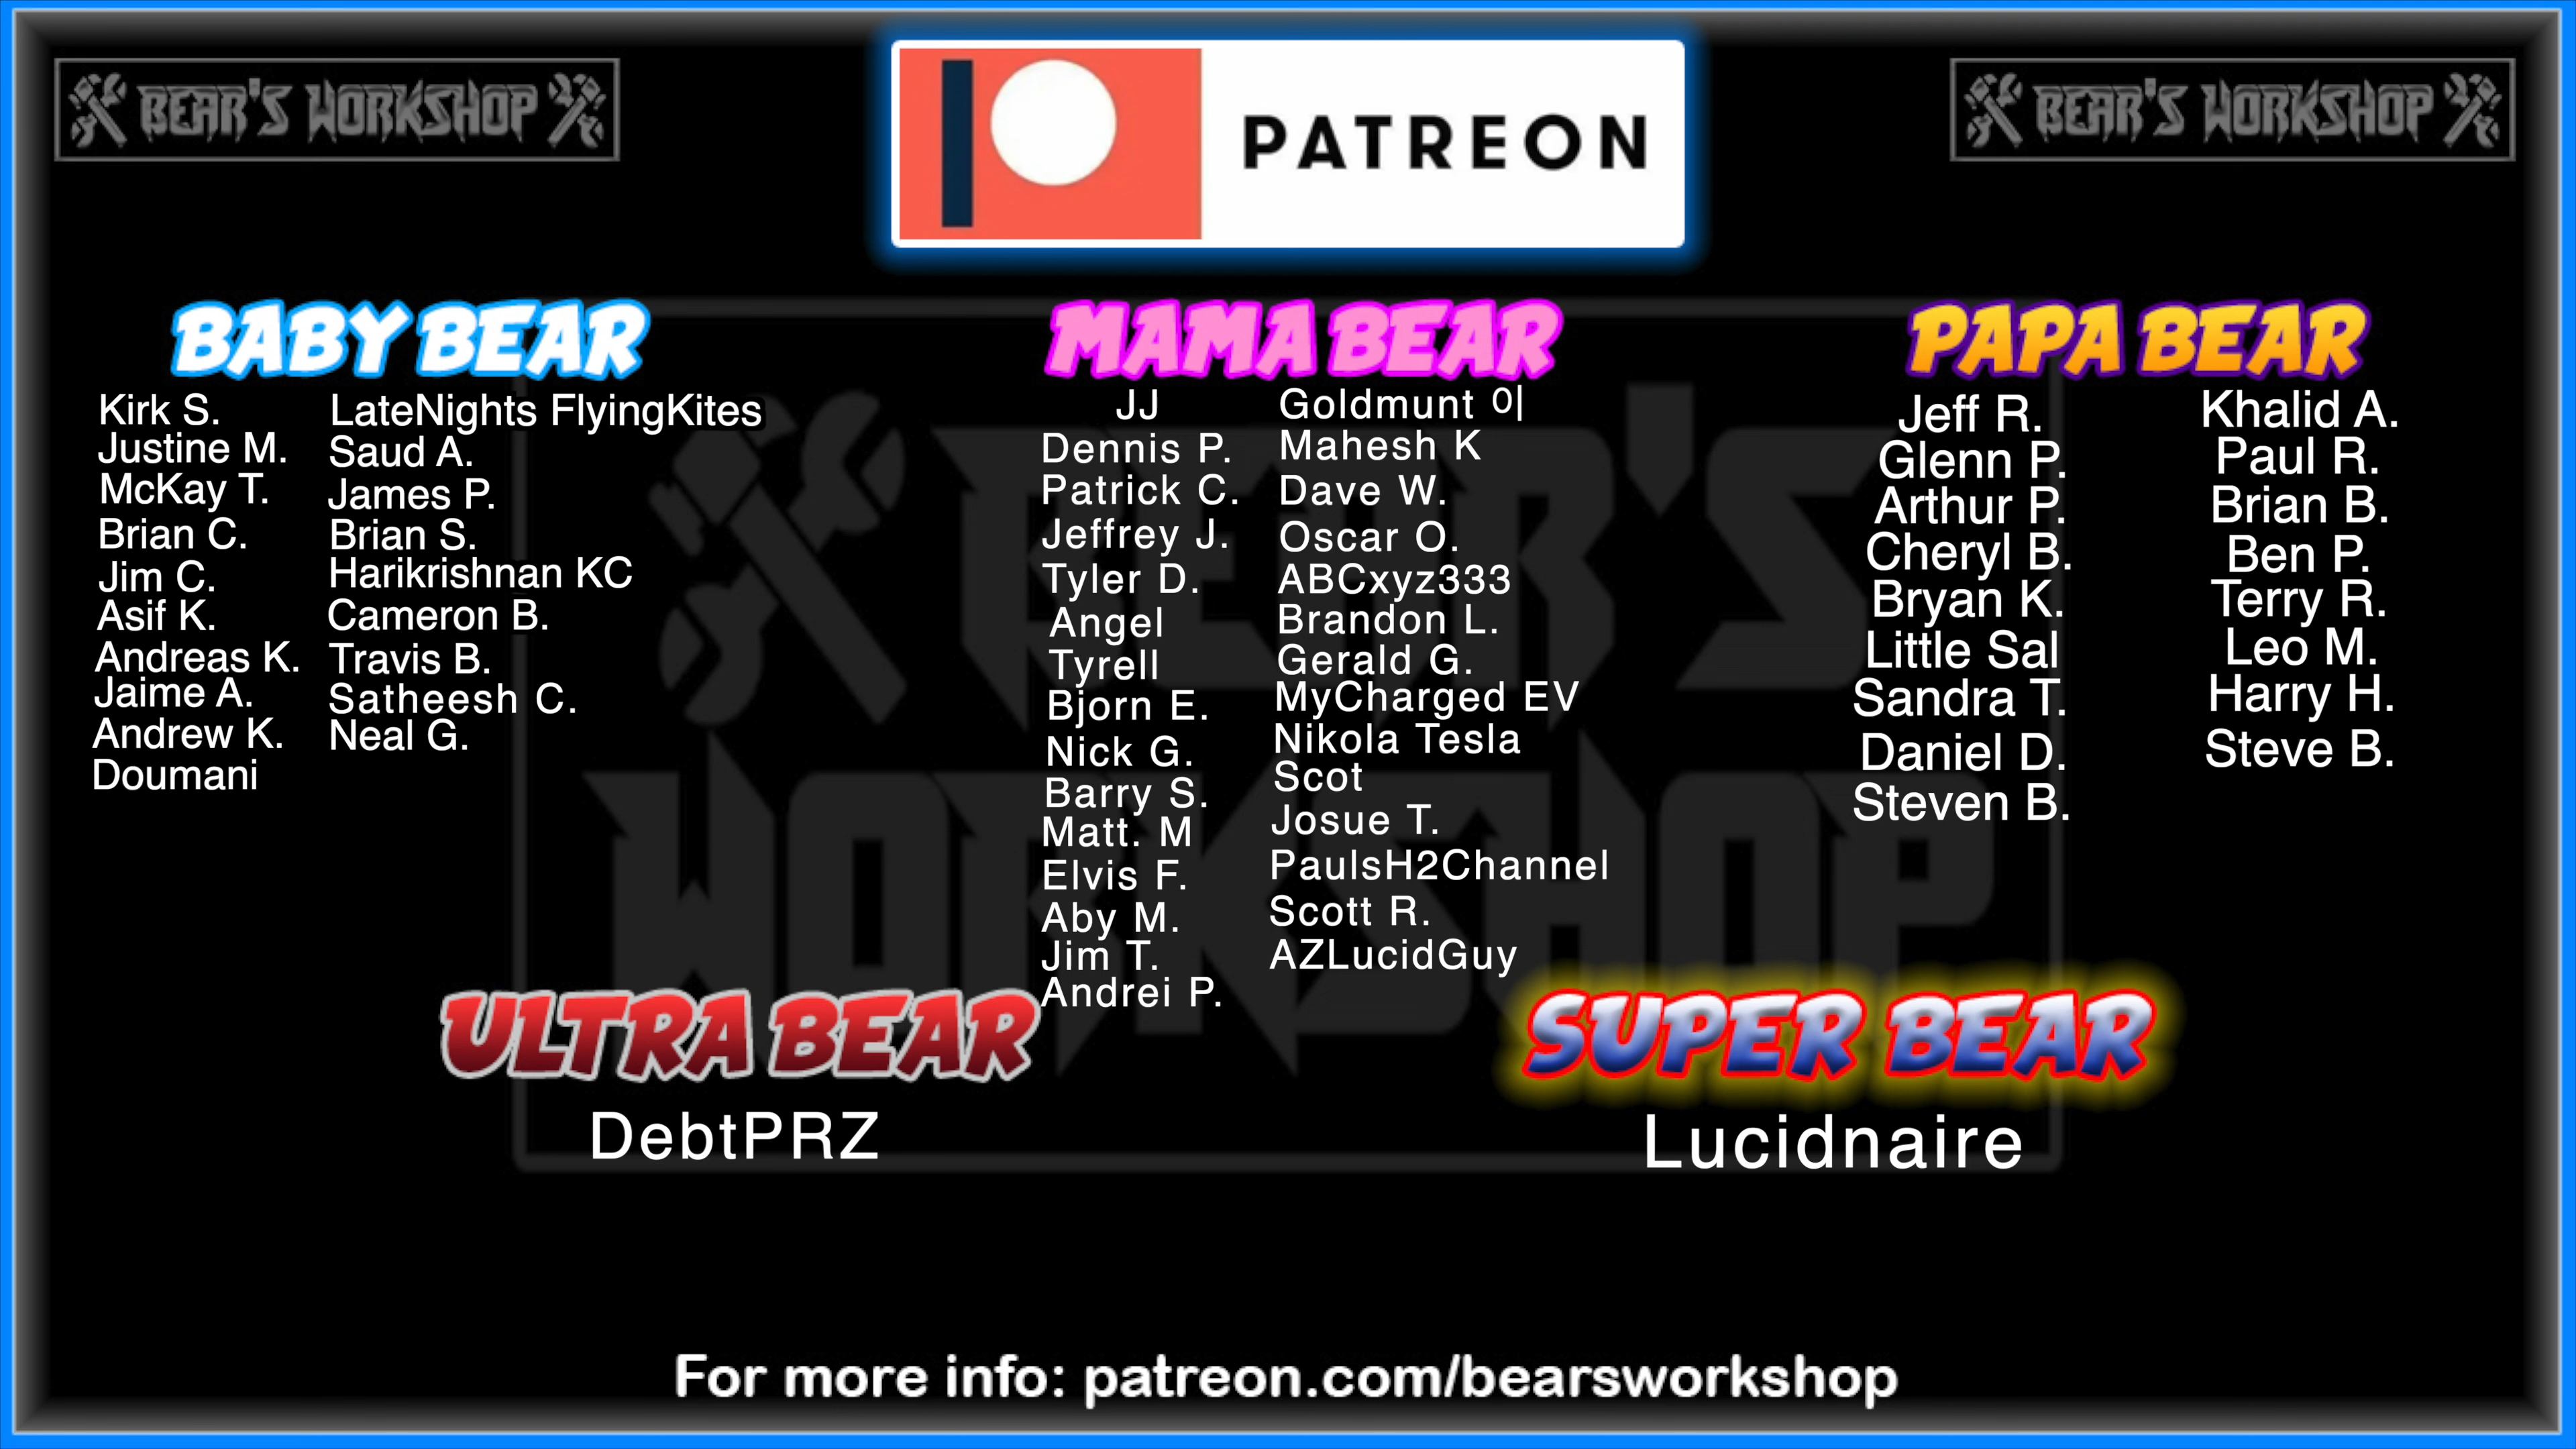 BEAR'S WORKSHOP
PATREON
BEAR'S WORKSHOP
BABY BEAR
Kirk S.
Justine M.
McKay T.
Brian C.
Jim C.
Asif K.
Andreas K.
Jaime A.
Andrew K.
Doumani
LateNights FlyingKites
Saud A.
James P.
Brian S.
Harikrishnan KC
Cameron B.
Travis B.
Satheesh C.
Neal G.
MAMA BEAR
JJ
Dennis P.
Patrick C.
Jeffrey J.
Tyler D.
Angel
Tyrell
Bjorn E.
Nick G.
Barry S.
Matt. M
Elvis F.
Aby M.
Jim T.
Andrei P.
Goldmunt 이
Mahesh K
Dave W.
Oscar O.
ABCxyz333
Brandon L.
Gerald G.
MyCharged EV
Nikola Tesla
Scot
Josue T.
PaulsH2Channel
Scott R.
AZLucidGuy
PAPA BEAR
Jeff R.
Glenn P.
Arthur P.
Cheryl B.
Bryan K.
Little Sal
Sandra T.
Daniel D.
Steven B.
Khalid A.
Paul R.
Brian B.
Ben P.
Terry R.
Leo M.
Harry H.
Steve B.
ULTRA BEAR
DebtPRZ
SUPER BEAR
Lucidnaire
BEAR'S
WORKSHOP
For more info: patreon.com/bearsworkshop